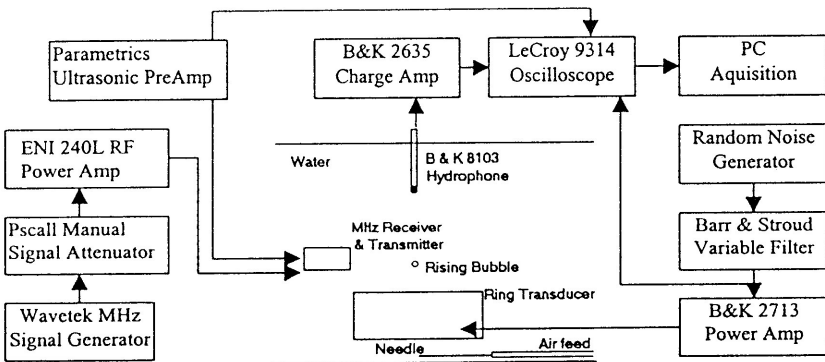 Parametrics
Ultrasonic PreAmp
B&K 2635
Charge Amp
LeCroy 9314
Oscilloscope
PC
Aquisition
ENI 240L RF
Power Amp
Water
B & K 8103
Hydrophone
Random Noise
Generator
Pscall Manual
Signal Attenuator
MHz Receiver
& Transmitter
Rising Bubble
Barr & Stroud
Variable Filter
Wavetek MHz
Signal Generator
Ring Transducer
B&K 2713
Power Amp
Needle
Air feed